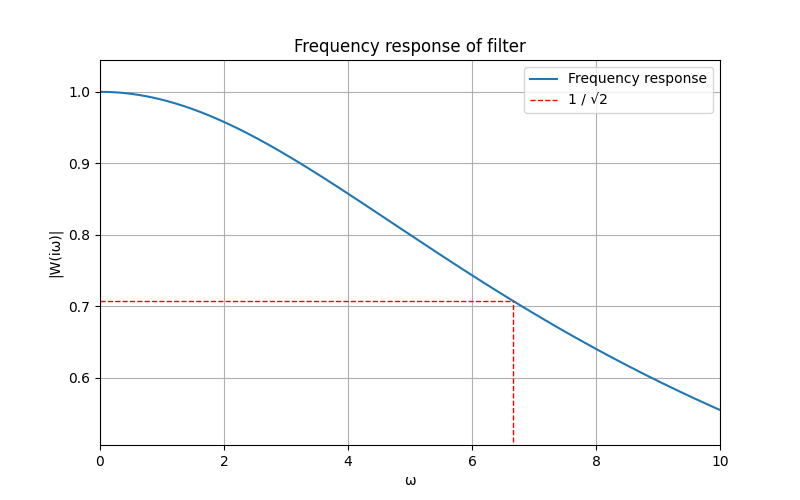 Frequency response of filter
Frequency response
1 / √2
|W(iω)|
1.0
0.9
0.8
0.7
0.6
0
2
4
6
8
10
ω